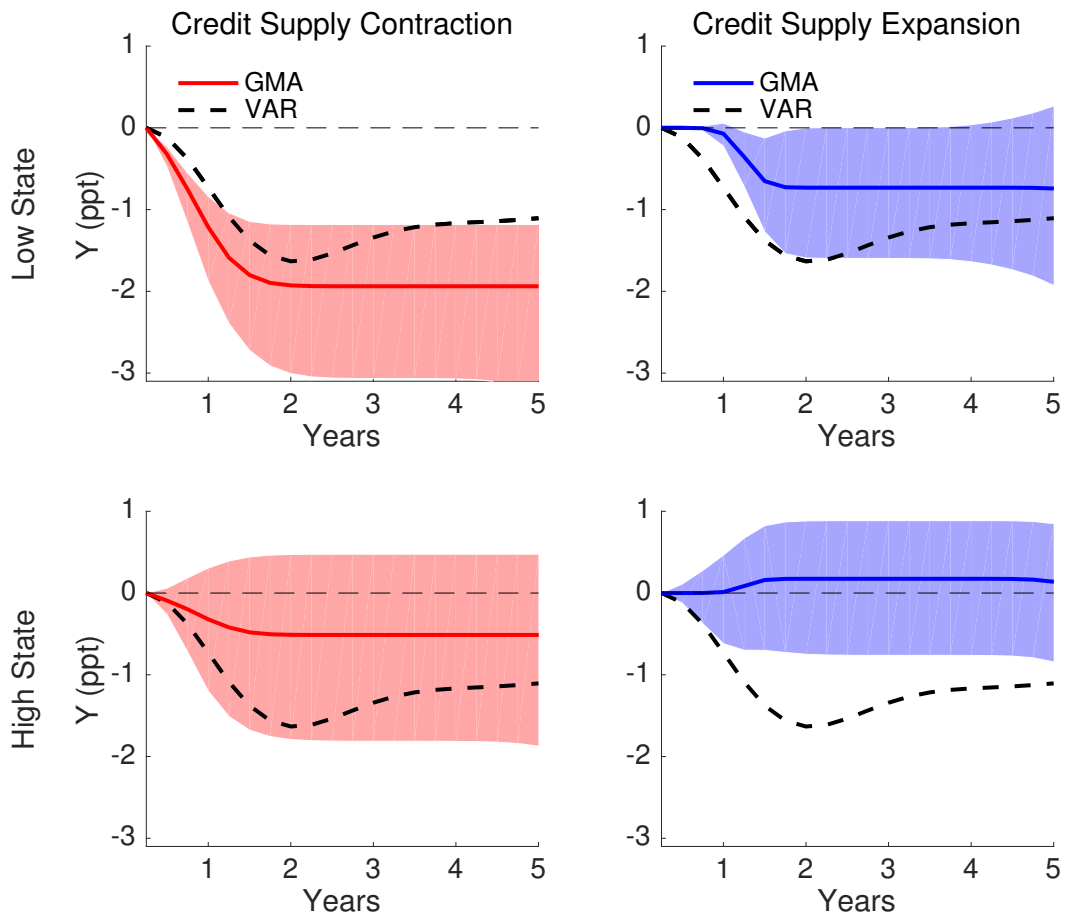 Credit Supply Contraction
Credit Supply Expansion
Low State
Y (ppt)
1
0
-1
-2
-3
GMA
VAR
1 2 3 4 5
Years
1
0
-1
-2
-3
GMA
VAR
1 2 3 4 5
Years
High State
Y (ppt)
1
0
-1
-2
-3
1 2 3 4 5
Years
1
0
-1
-2
-3
1 2 3 4 5
Years